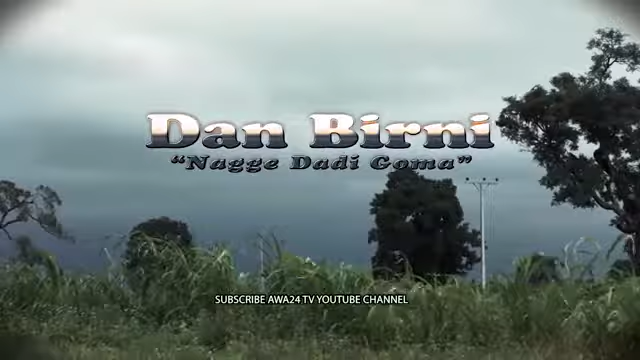 Dan Birni
“Nagge Dadi Goma”
SUBSCRIBE AWA24 TV YOUTUBE CHANNEL